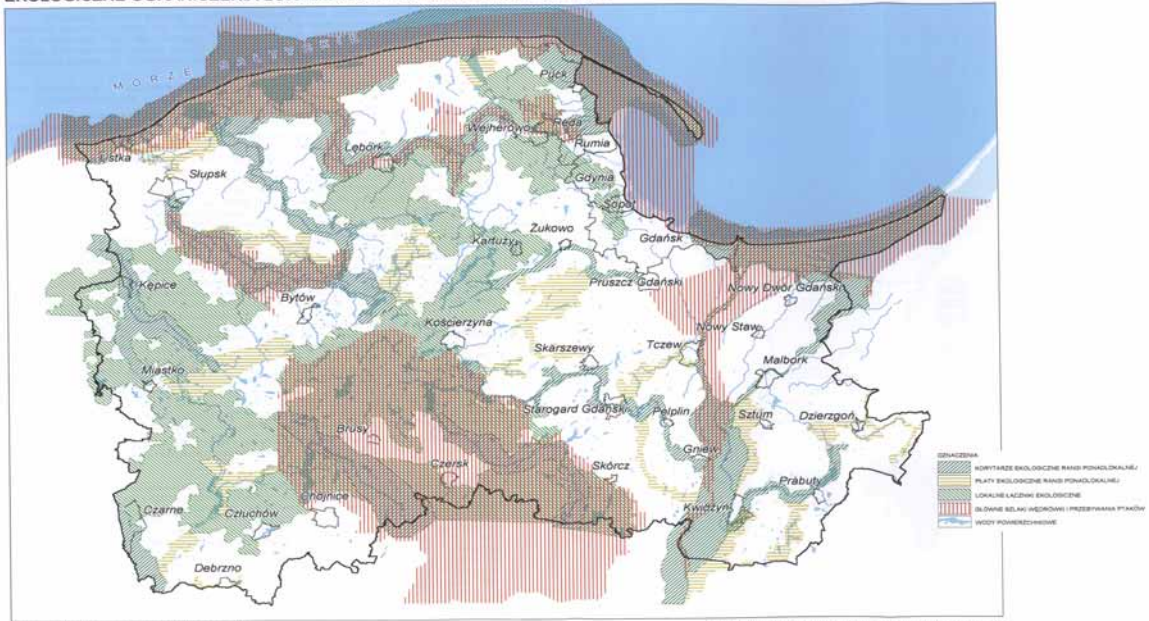 MORZE BAŁTYCKIE
Puck
Reda
Wejherowo
Rumia
Lębork
Ustka
Słupsk
Gdynia
Sopot
Żukowo
Kartuzy
Gdańsk
Pruszcz Gdański
Kępice
Nowy Dwór Gdański
Bytów
Kościerzyna
Nowy Staw
Skarszewy
Tczew
Malbork
Miastko
Starogard Gdański
Pelplin
Sztum
Dzierzgoń
Brusy
Gniew
Czersk
Skórcz
Prabuty
Chojnice
Kwidzyn
Czarne
Człuchów
Debrzno
OZNACZENIA
KORYTARZE EKOLOGICZNE RANGI PONADLOKALNEJ
PŁATY EKOLOGICZNE RANGI PONADLOKALNEJ
LOKALNE ŁĄCZNIKI EKOLOGICZNE
GŁÓWNE SZLAKI WĘDRÓWKI I PRZEBYWANIA PTAKÓW
WODY POWIERZCHNIOWE